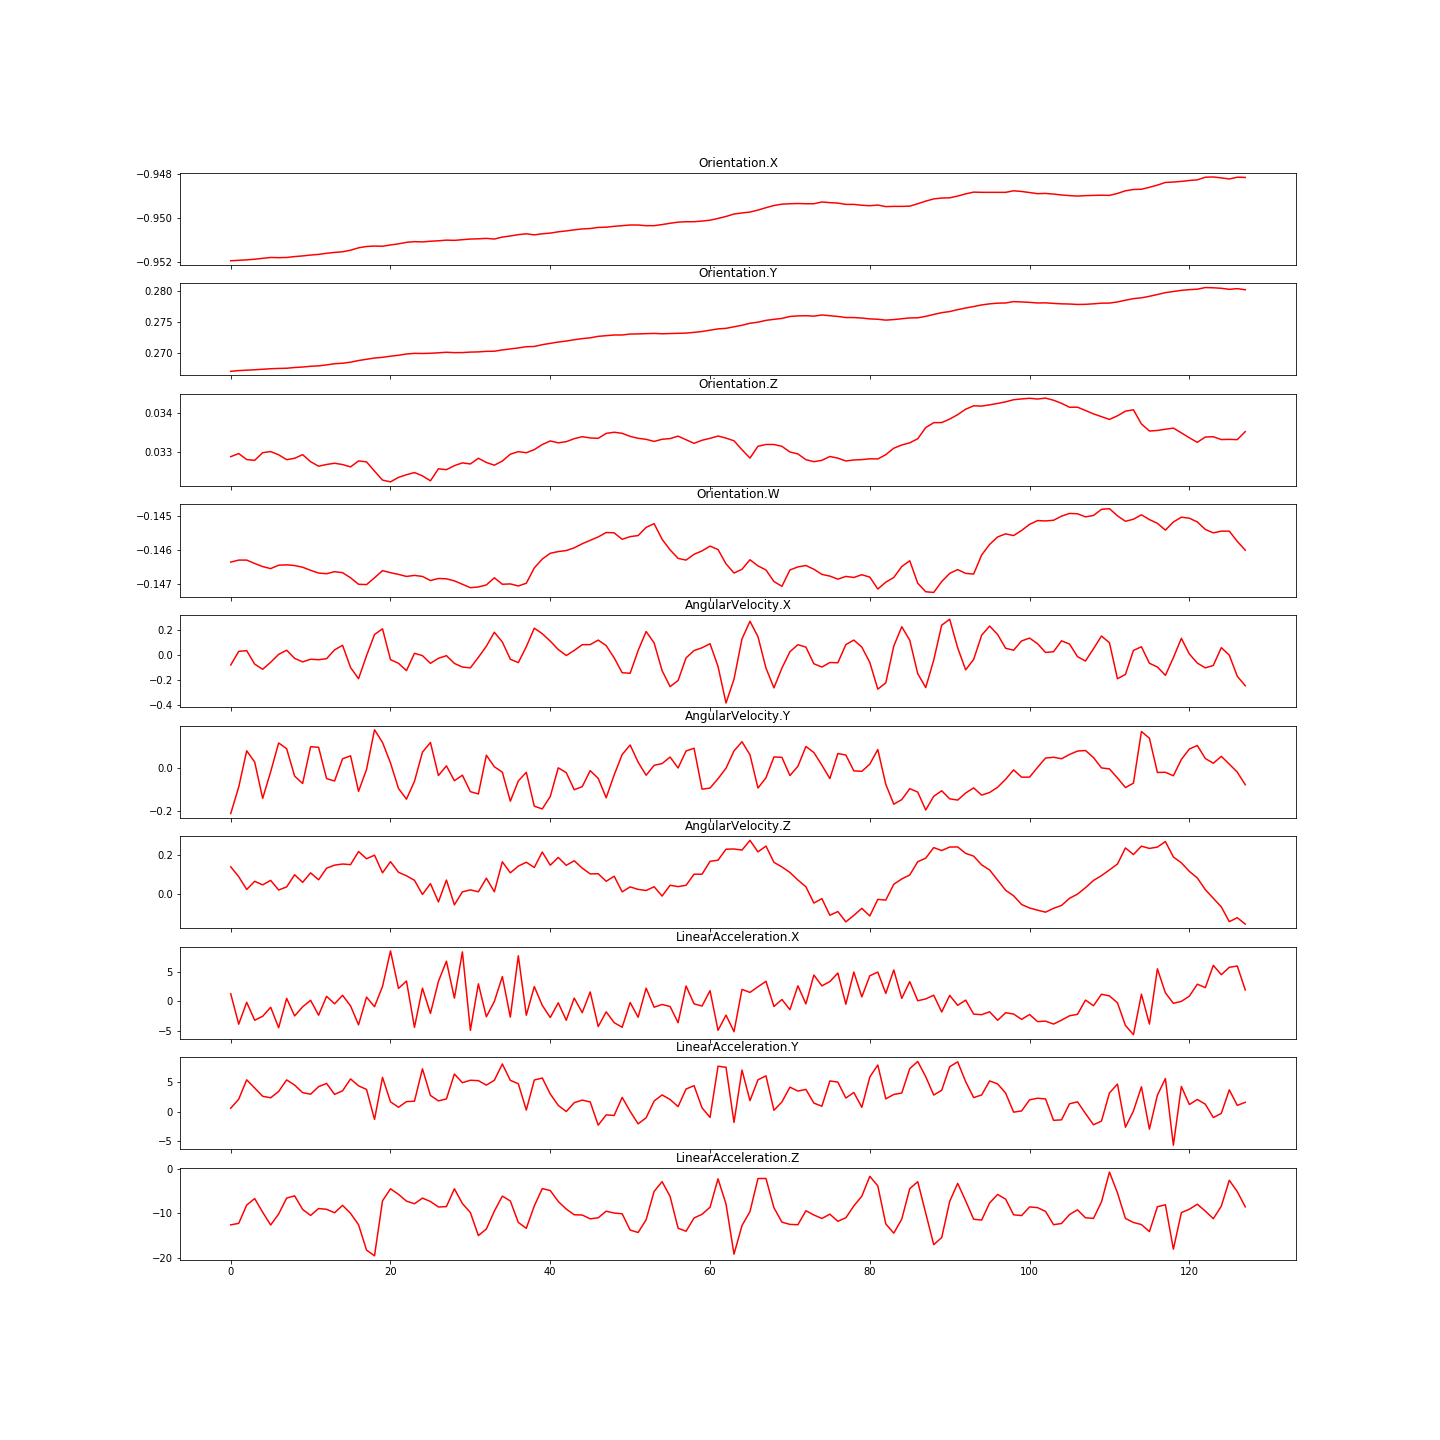 Orientation.X
−0.948
−0.950
−0.952
Orientation.Y
0.280
0.275
0.270
Orientation.Z
0.034
0.033
Orientation.W
−0.145
−0.146
−0.147
AngularVelocity.X
0.2
0.0
−0.2
−0.4
AngularVelocity.Y
0.0
−0.2
AngularVelocity.Z
0.2
0.0
LinearAcceleration.X
5
0
−5
LinearAcceleration.Y
5
0
−5
LinearAcceleration.Z
0
−10
−20
0 20 40 60 80 100 120